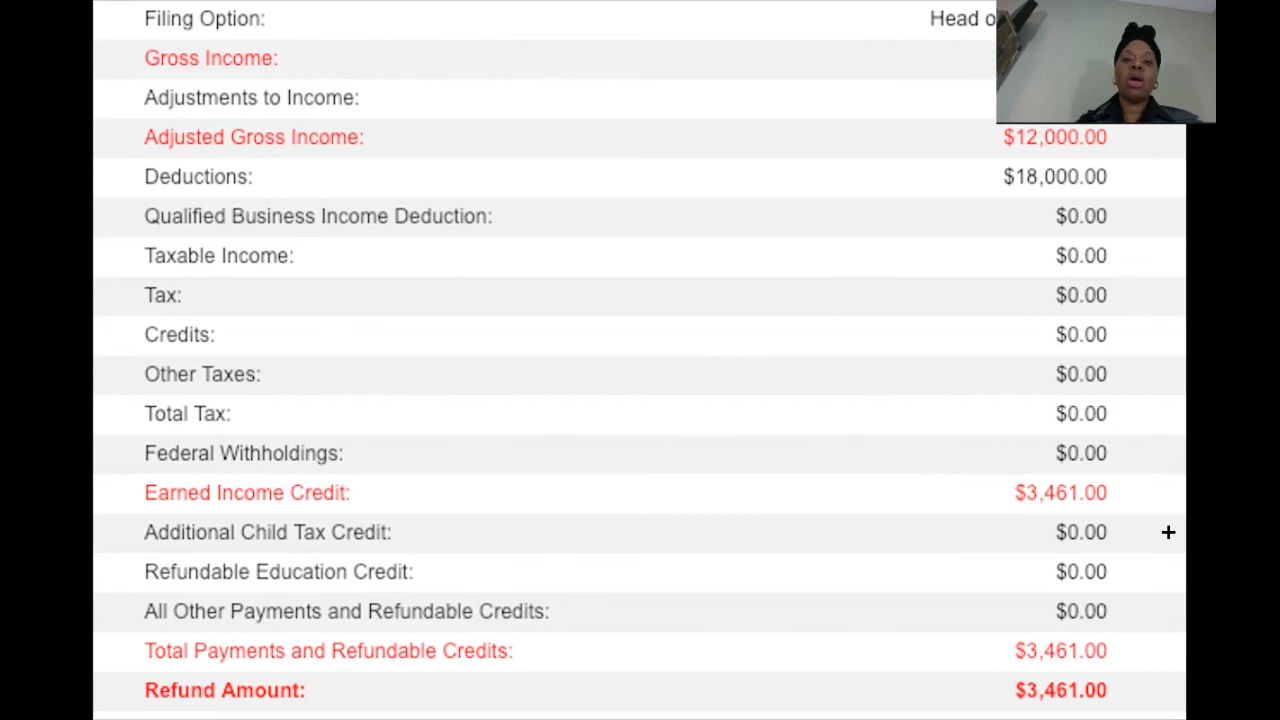 Filing Option: Head o
Gross Income:
Adjustments to Income:
Adjusted Gross Income: $12,000.00
Deductions: $18,000.00
Qualified Business Income Deduction: $0.00
Taxable Income: $0.00
Tax: $0.00
Credits: $0.00
Other Taxes: $0.00
Total Tax: $0.00
Federal Withholdings: $0.00
Earned Income Credit: $3,461.00
Additional Child Tax Credit: $0.00
Refundable Education Credit: $0.00
All Other Payments and Refundable Credits: $0.00
Total Payments and Refundable Credits: $3,461.00
Refund Amount: $3,461.00